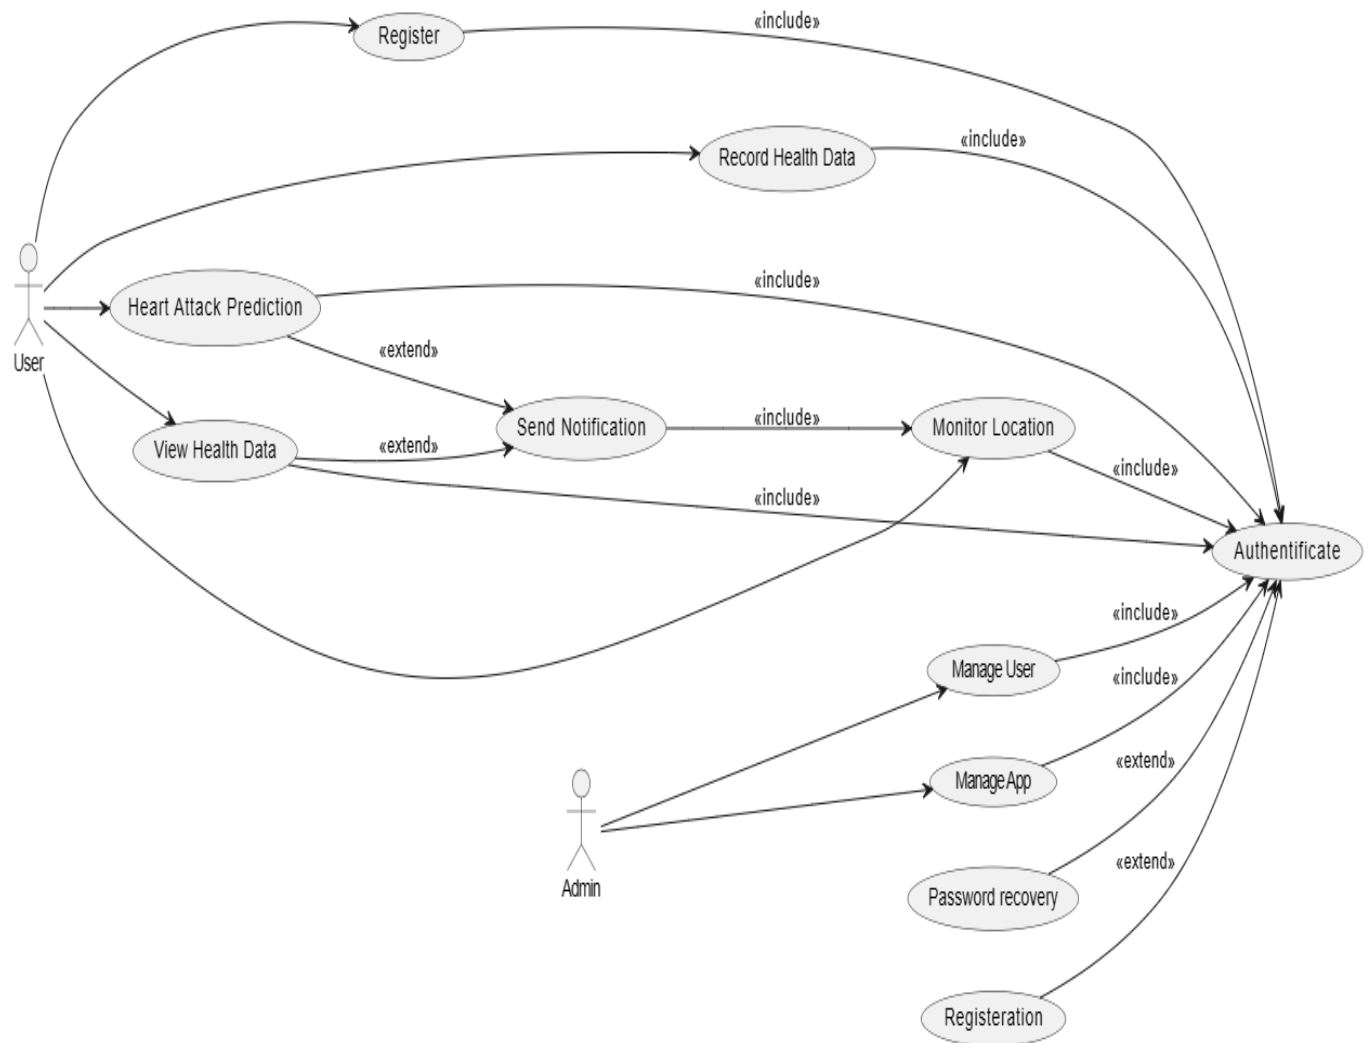 «include»
Register
«include»
Record Health Data
«include»
Heart Attack Prediction
«extend»
User
«include»
Send Notification
Monitor Location
«extend»
View Health Data
«include»
«include»
Authentificate
«include»
Manage User
«include»
Manage App
«extend»
Admin
«extend»
Password recovery
Registeration